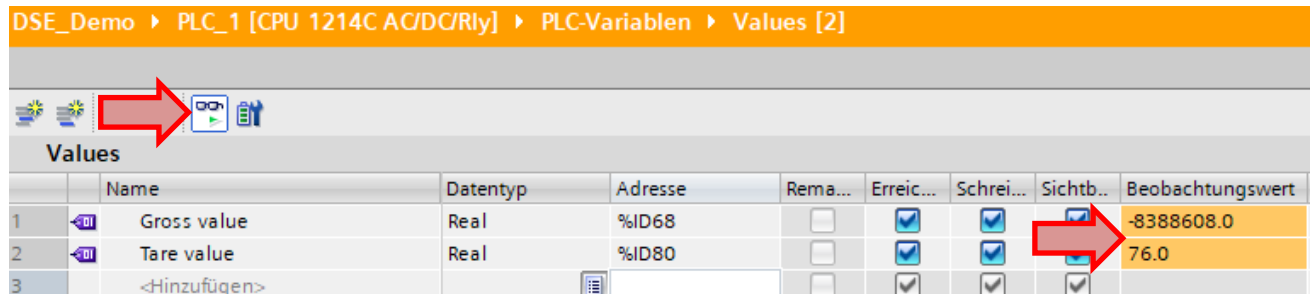 DSE_Demo ▸ PLC_1 [CPU 1214C AC/DC/Rly] ▸ PLC-Variablen ▸ Values [2]
Values
Name Datentyp Adresse Rema... Erreic... Schrei... Sichtb.. Beobachtungswert
1 Gross value Real %ID68 -8388608.0
2 Tare value Real %ID80 76.0
3 <Hinzufügen>